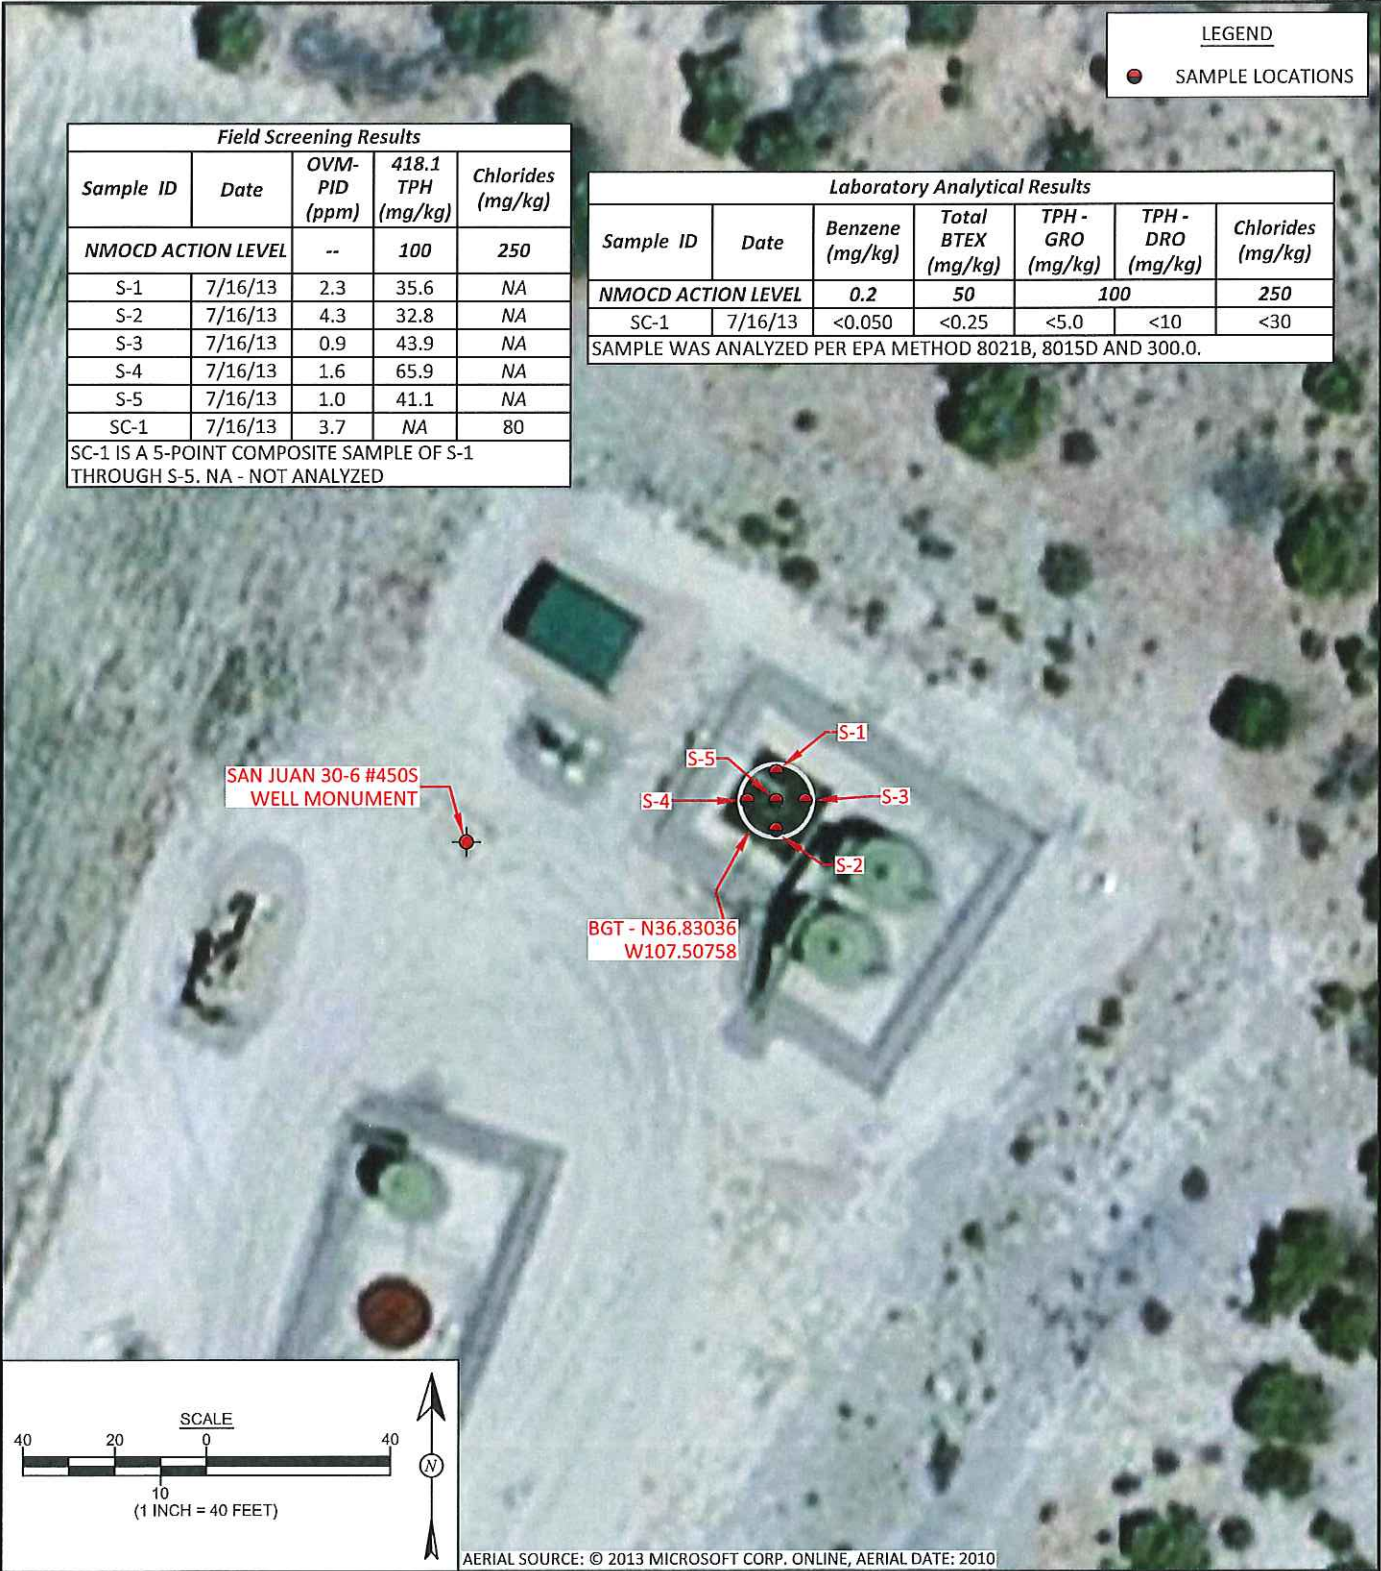 LEGEND
SAMPLE LOCATIONS
Field Screening Results
Sample ID Date OVM-PID (ppm) 418.1 TPH (mg/kg) Chlorides (mg/kg)
NMOCD ACTION LEVEL -- 100 250
S-1 7/16/13 2.3 35.6 NA
S-2 7/16/13 4.3 32.8 NA
S-3 7/16/13 0.9 43.9 NA
S-4 7/16/13 1.6 65.9 NA
S-5 7/16/13 1.0 41.1 NA
SC-1 7/16/13 3.7 NA 80
SC-1 IS A 5-POINT COMPOSITE SAMPLE OF S-1
THROUGH S-5. NA - NOT ANALYZED
Laboratory Analytical Results
Sample ID Date Benzene (mg/kg) Total BTEX (mg/kg) TPH - GRO (mg/kg) TPH - DRO (mg/kg) Chlorides (mg/kg)
NMOCD ACTION LEVEL 0.2 50 100 250
SC-1 7/16/13 <0.050 <0.25 <5.0 <10 <30
SAMPLE WAS ANALYZED PER EPA METHOD 8021B, 8015D AND 300.0.
S-1
S-5
S-4
S-3
S-2
SAN JUAN 30-6 #450S
WELL MONUMENT
BGT - N36.83036
W107.50758
SCALE
40 20 0 40
10
(1 INCH = 40 FEET)
N
AERIAL SOURCE: © 2013 MICROSOFT CORP. ONLINE, AERIAL DATE: 2010